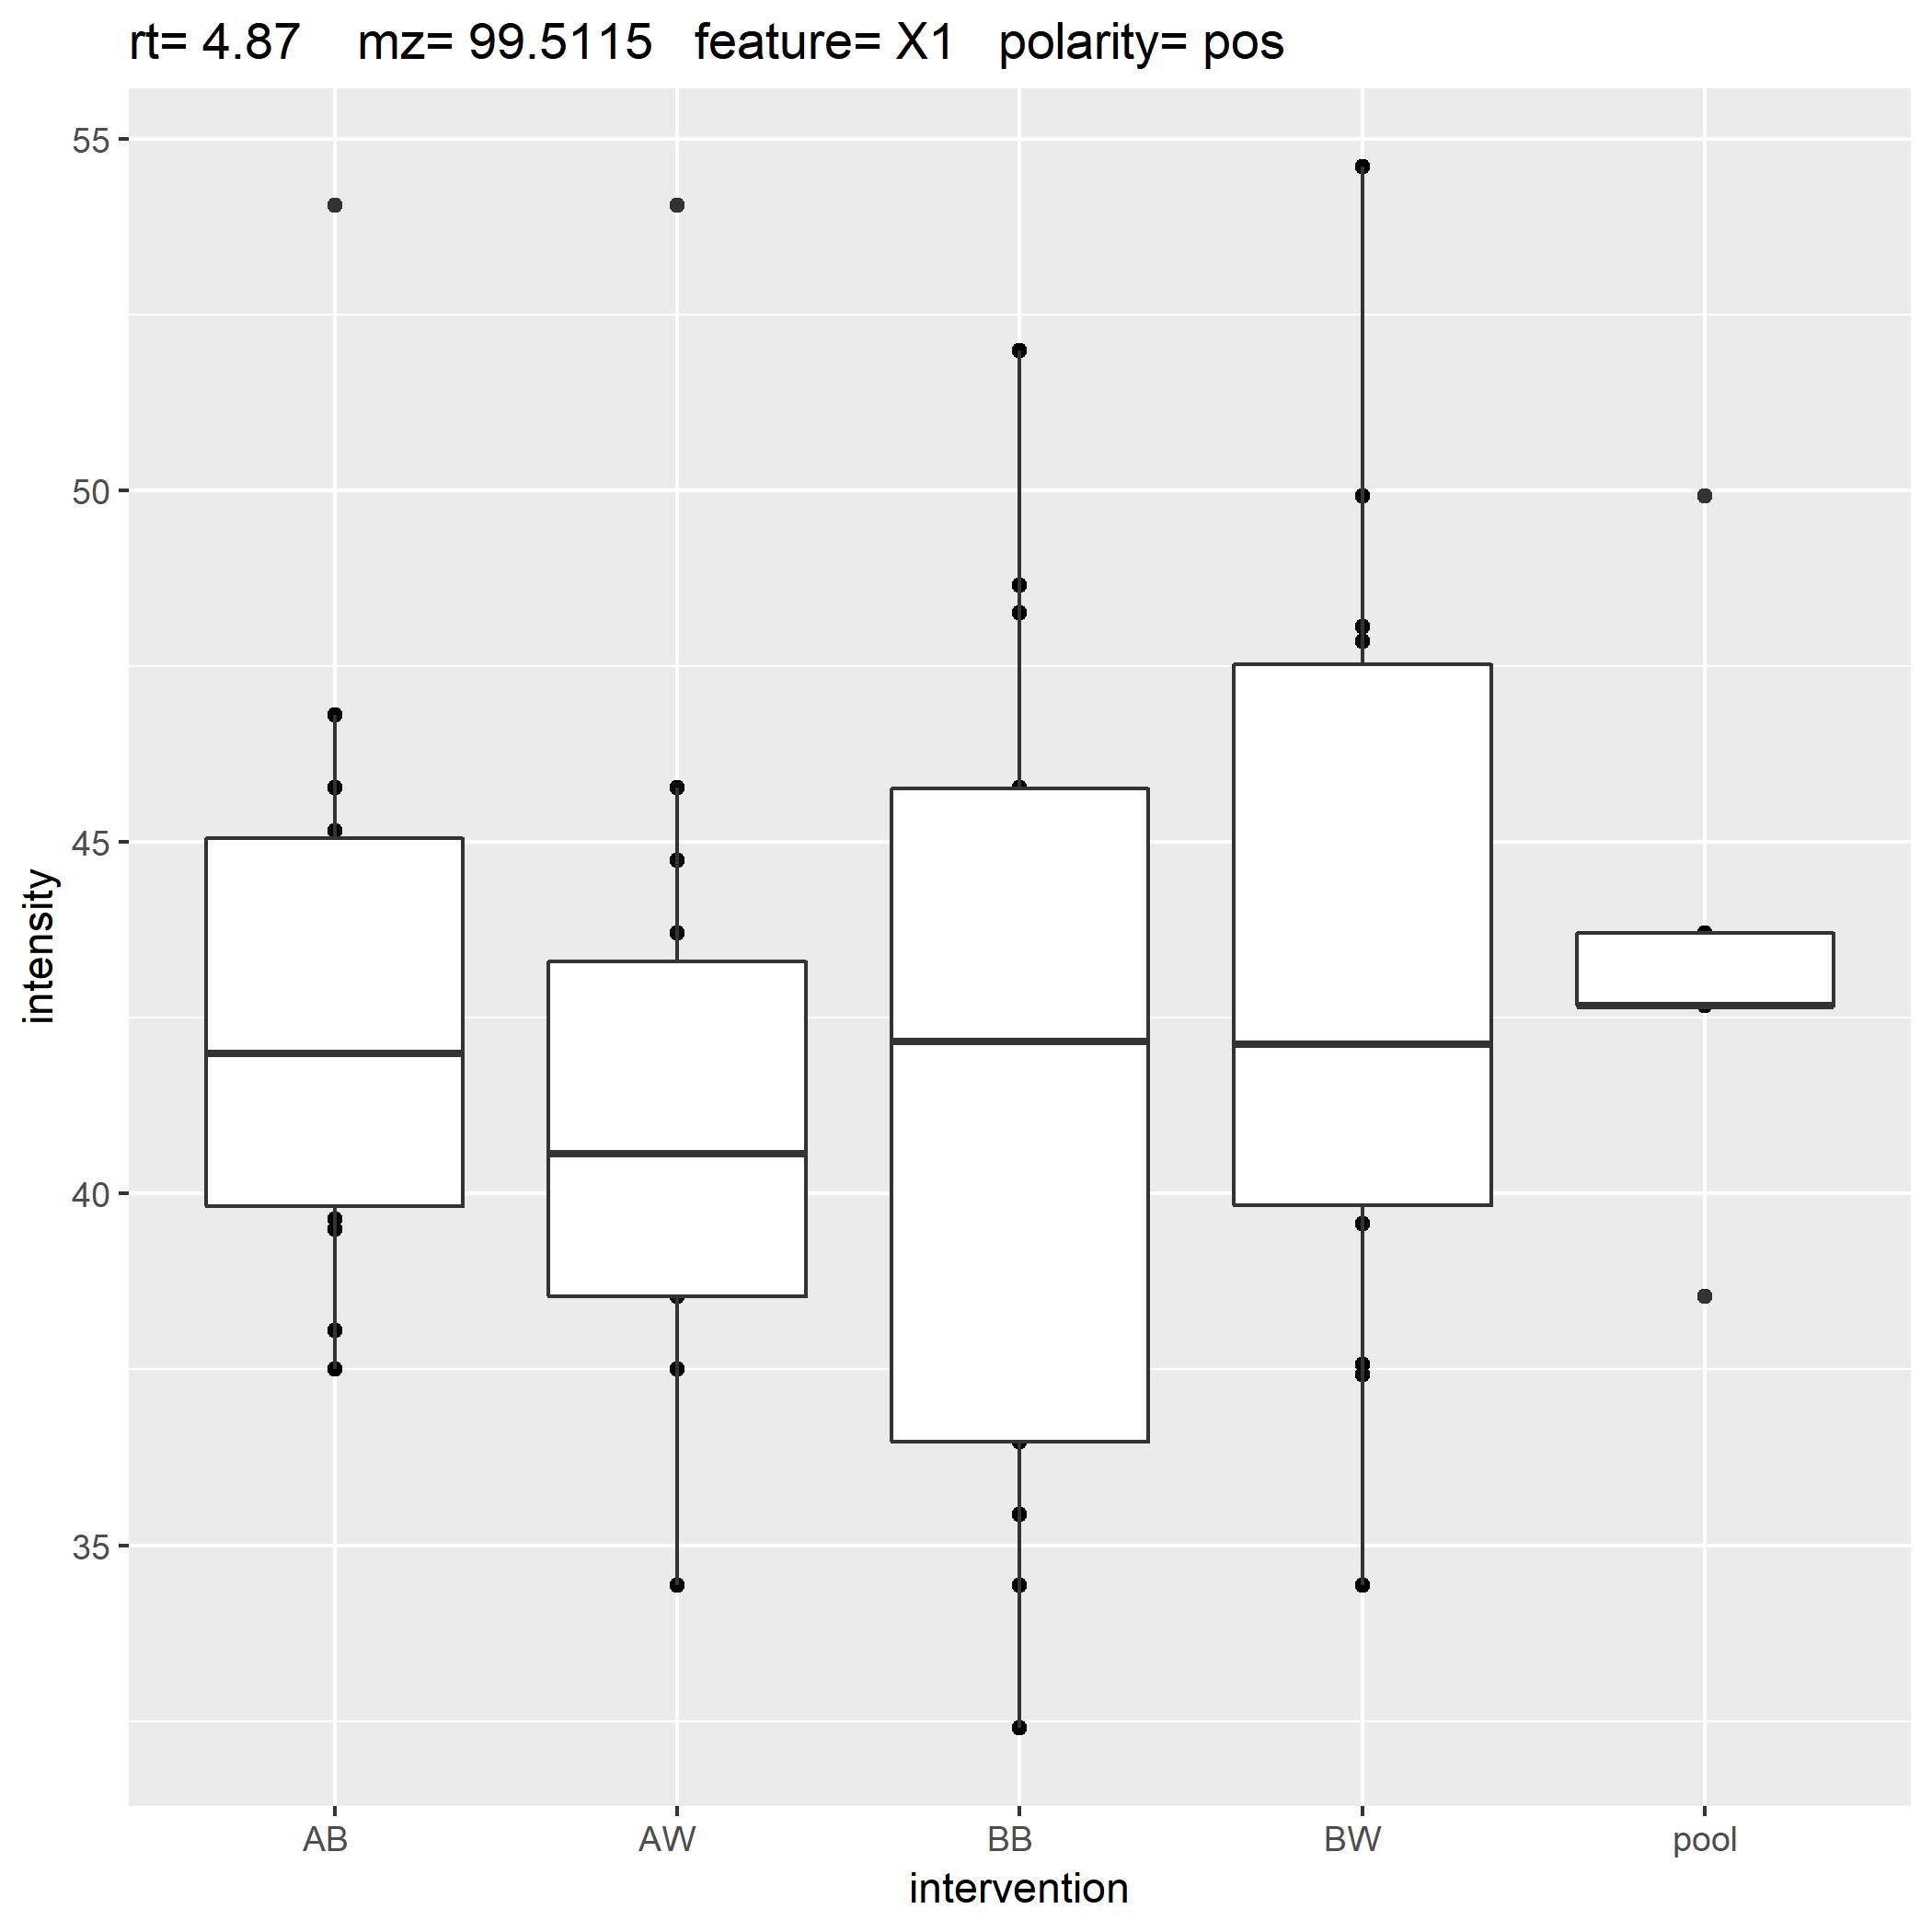 rt= 4.87    mz= 99.5115   feature= X1   polarity= pos
55
50
45
40
35
intensity
AB AW BB BW pool
intervention